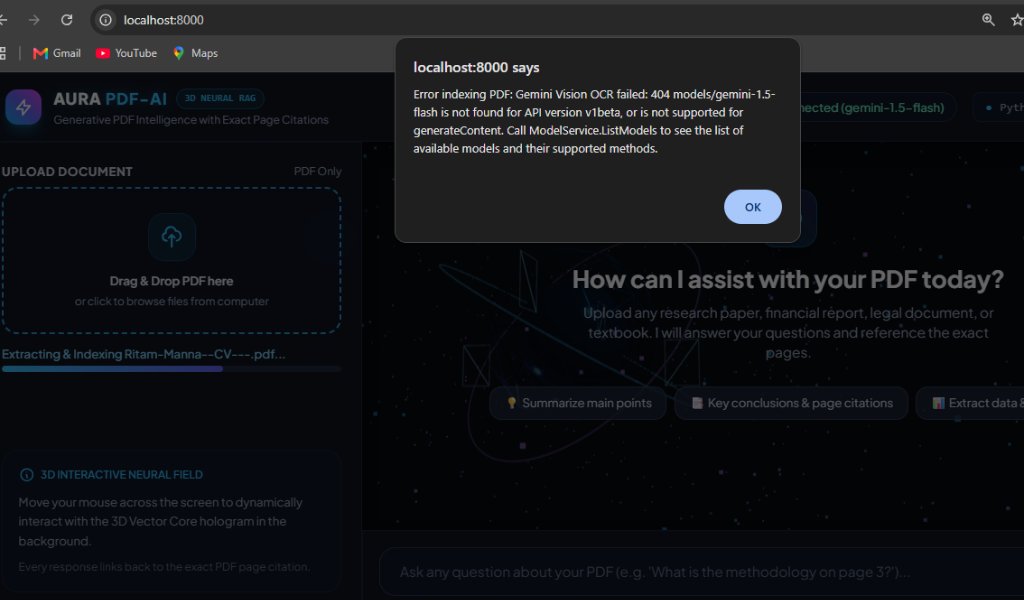 localhost:8000
Gmail
YouTube
Maps
localhost:8000 says
Error indexing PDF: Gemini Vision OCR failed: 404 models/gemini-1.5-
flash is not found for API version v1beta, or is not supported for
generateContent. Call ModelService.ListModels to see the list of
available models and their supported methods.
OK
AURA PDF-AI
3D NEURAL RAG
Generative PDF Intelligence with Exact Page Citations
(gemini-1.5-flash)
UPLOAD DOCUMENT
PDF Only
Drag & Drop PDF here
or click to browse files from computer
Extracting & Indexing Ritam-Manna--CV---.pdf...
3D INTERACTIVE NEURAL FIELD
Move your mouse across the screen to dynamically
interact with the 3D Vector Core hologram in the
background.
Every response links back to the exact PDF page citation.
How can I assist with your PDF today?
Upload any research paper, financial report, legal document, or
textbook. I will answer your questions and reference the exact
pages.
Summarize main points
Key conclusions & page citations
Extract data &
Ask any question about your PDF (e.g. 'What is the methodology on page 3?')...